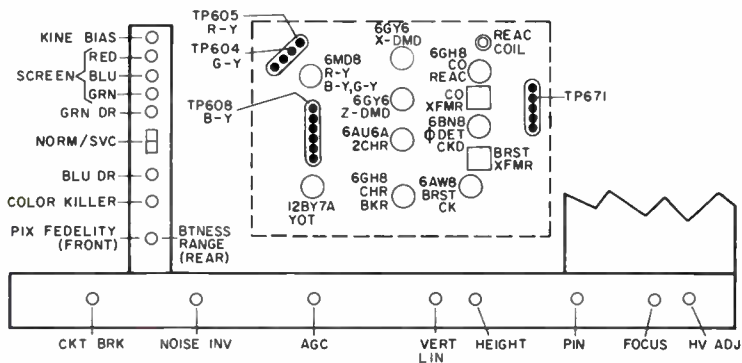 KINE BIAS
RED
SCREEN
BLU
GRN
GRN DR
NORM/SVC
BLU DR
COLOR KILLER
PIX FEDELITY
(FRONT)
BTNESS
RANGE
(REAR)
TP605
R-Y
TP604
G-Y
TP608
B-Y
6MD8
R-Y
B-Y,G-Y
12BY7A
YOT
6GY6
X-DMD
6GY6
Z-DMD
6AU6A
2CHR
6GH8
CHR
BKR
REAC
COIL
6GH8
CO
REAC
CO
XFMR
6BN8
ΦDET
CKD
BRST
XFMR
6AW8
BRST
CK
TP671
CKT BRK
NOISE INV
AGC
VERT
LIN
HEIGHT
PIN
FOCUS
HV ADJ